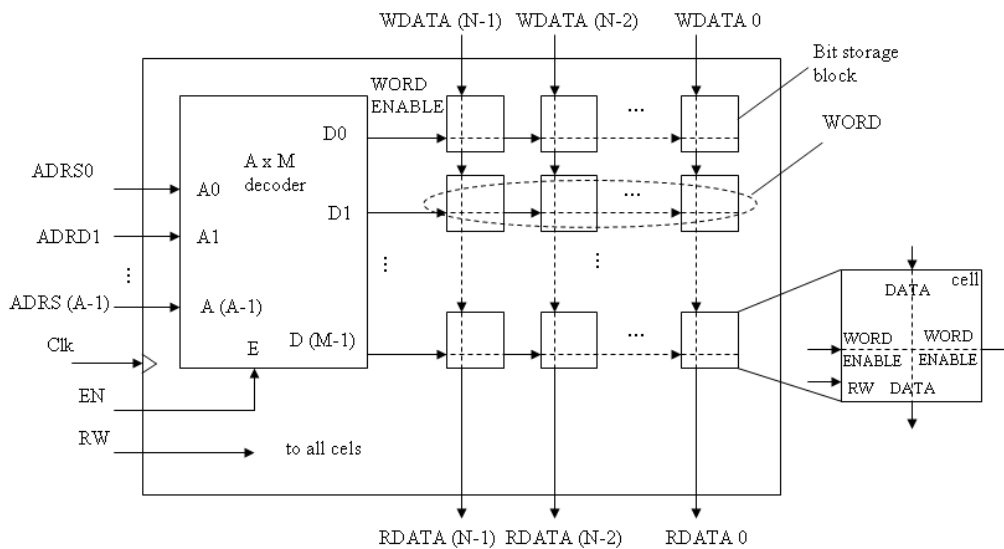 WDATA (N-1) WDATA (N-2) WDATA 0
Bit storage
block
WORD
ENABLE
...
WORD
D0
A x M
decoder
ADRS0
A0
...
D1
ADRD1
A1
...
...
...
ADRS (A-1)
A (A-1)
cell
DATA
Clk
E
D (M-1)
...
WORD WORD
ENABLE ENABLE
RW DATA
EN
RW
to all cels
RDATA (N-1) RDATA (N-2) RDATA 0